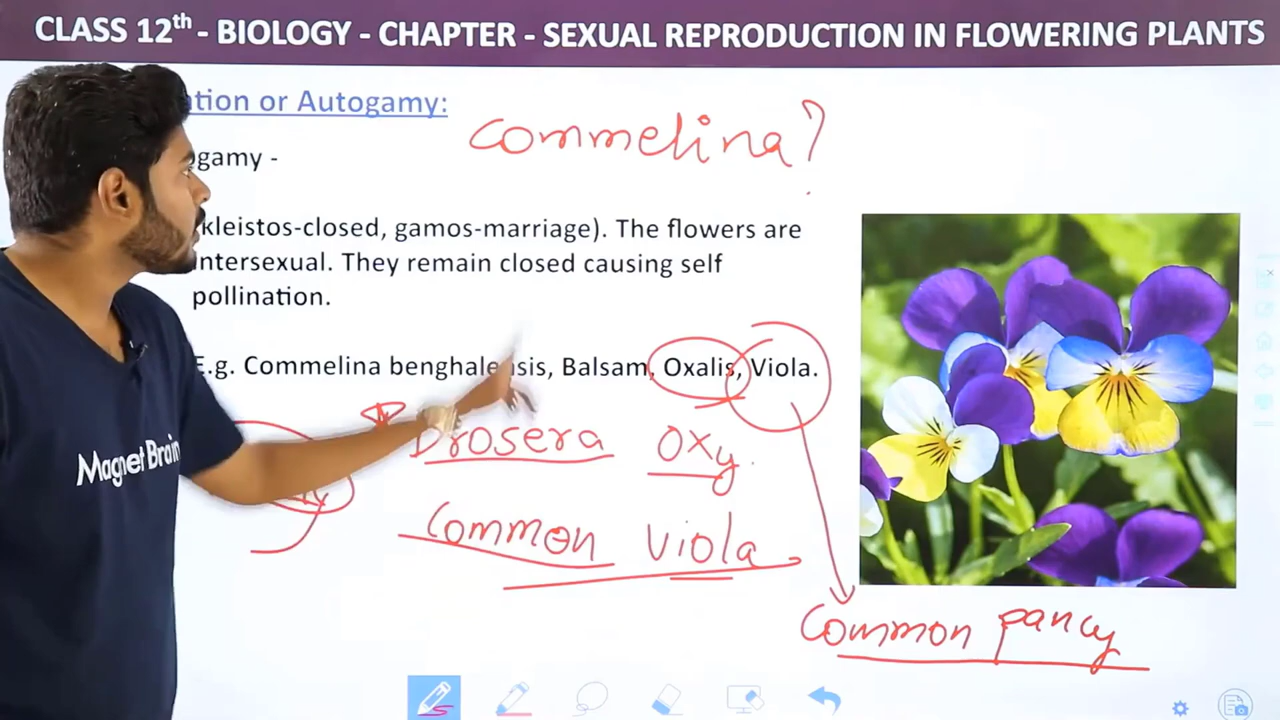 CLASS 12th - BIOLOGY - CHAPTER - SEXUAL REPRODUCTION IN FLOWERING PLANTS
ation or Autogamy:
commelina?
ogamy -
(kleistos-closed, gamos-marriage). The flowers are
intersexual. They remain closed causing self
pollination.
E.g. Commelina benghalensis, Balsam, Oxalis, Viola.
Drosera Oxy.
Common Viola
Common pancy
Magnet Brain